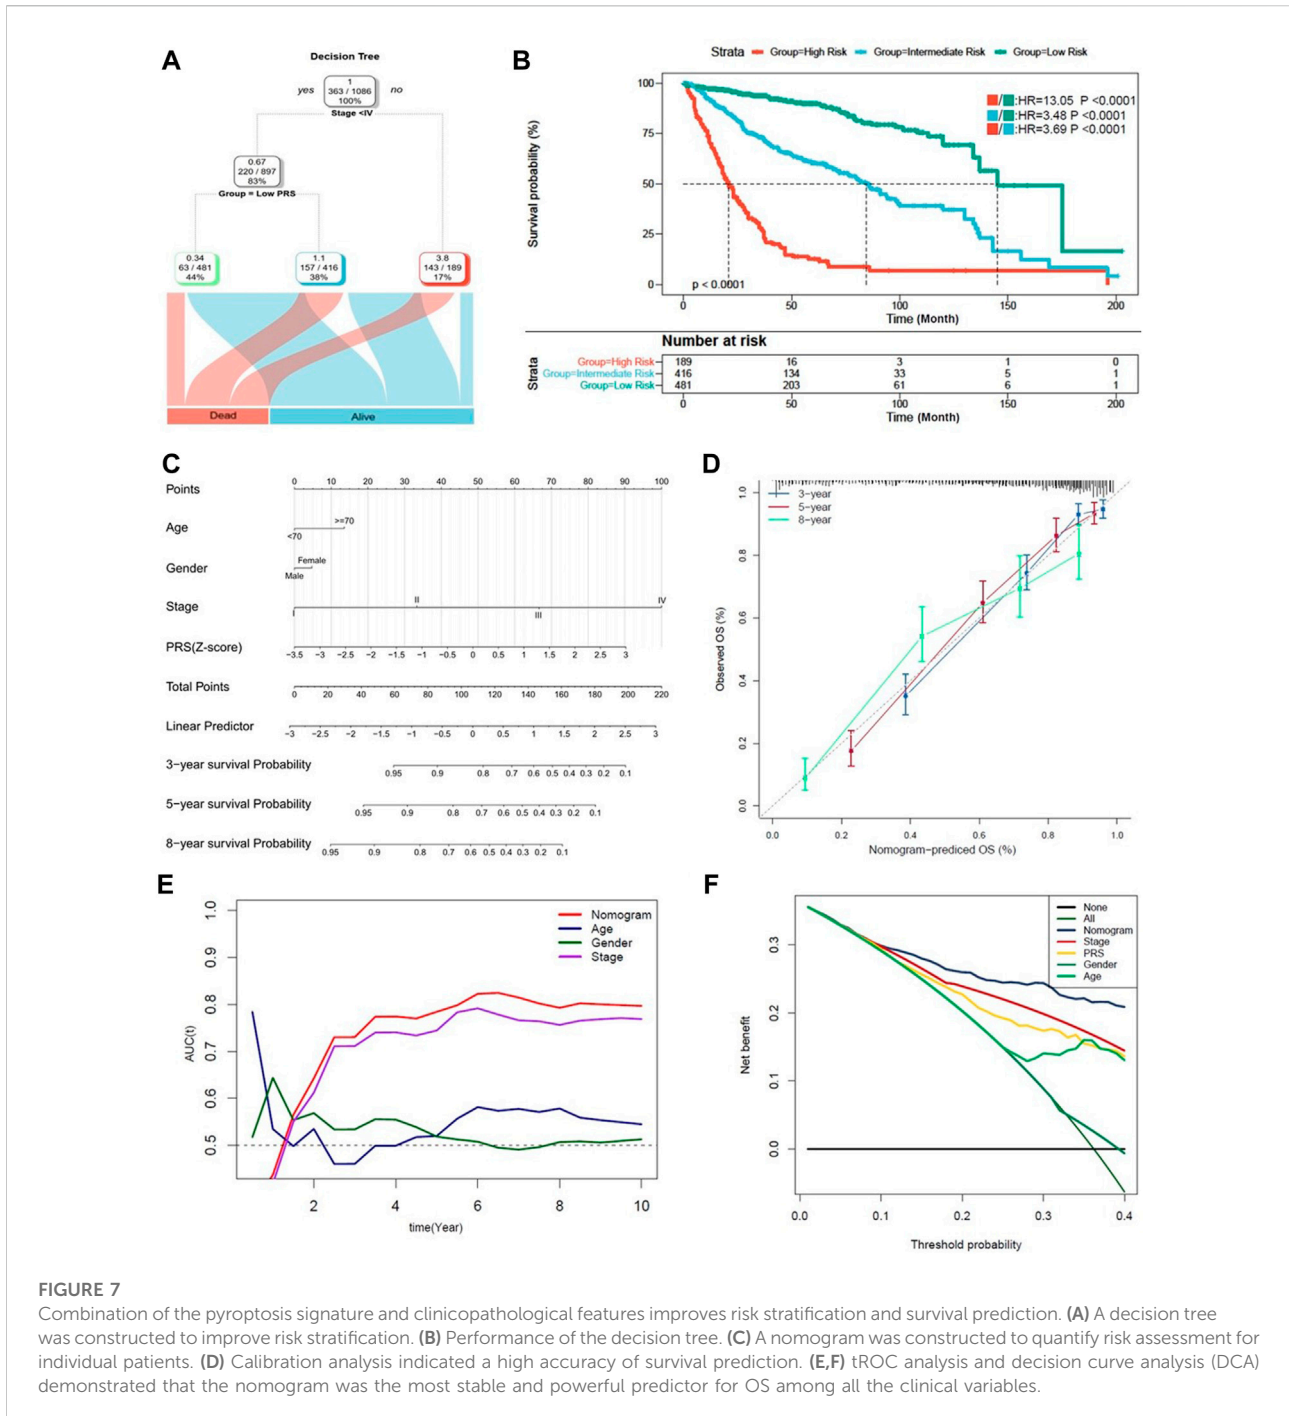 A
Decision Tree
yes
no
1
363 / 1086
100%
Stage <IV
0.67
220 / 897
83%
Group = Low PRS
0.34
63 / 481
44%
1.1
157 / 416
38%
3.8
143 / 189
17%
Dead
Alive
B
Strata Group=High Risk Group=Intermediate Risk Group=Low Risk
Survival probability (%)
100
75
50
25
0
/ :HR=13.05 P <0.0001
/ :HR=3.48 P <0.0001
/ :HR=3.69 P <0.0001
p < 0.0001
0 50 100 150 200
Time (Month)
Number at risk
Strata
Group=High Risk 189 16 3 1 0
Group=Intermediate Risk 416 134 33 5 1
Group=Low Risk 481 203 61 6 1
0 50 100 150 200
Time (Month)
C
Points
0 10 20 30 40 50 60 70 80 90 100
Age
>=70
<70
Gender
Female
Male
Stage
I II III IV
PRS(Z-score)
−3.5 −3 −2.5 −2 −1.5 −1 −0.5 0 0.5 1 1.5 2 2.5 3
Total Points
0 20 40 60 80 100 120 140 160 180 200 220
Linear Predictor
−3 −2.5 −2 −1.5 −1 −0.5 0 0.5 1 1.5 2 2.5 3
3−year survival Probability
0.95 0.9 0.8 0.7 0.6 0.5 0.4 0.3 0.2 0.1
5−year survival Probability
0.95 0.9 0.8 0.7 0.6 0.5 0.4 0.3 0.2 0.1
8−year survival Probability
0.95 0.9 0.8 0.7 0.6 0.5 0.4 0.3 0.2 0.1
D
3−year
5−year
8−year
Observed OS (%)
1.0
0.8
0.6
0.4
0.2
0.0
0.0 0.2 0.4 0.6 0.8 1.0
Nomogram−prediced OS (%)
E
AUC(t)
1.0
0.9
0.8
0.7
0.6
0.5
Nomogram
Age
Gender
Stage
2 4 6 8 10
time(Year)
F
Net benefit
0.3
0.2
0.1
0.0
None
All
Nomogram
Stage
PRS
Gender
Age
0.0 0.1 0.2 0.3 0.4
Threshold probability
FIGURE 7
Combination of the pyroptosis signature and clinicopathological features improves risk stratification and survival prediction. (A) A decision tree
was constructed to improve risk stratification. (B) Performance of the decision tree. (C) A nomogram was constructed to quantify risk assessment for
individual patients. (D) Calibration analysis indicated a high accuracy of survival prediction. (E,F) tROC analysis and decision curve analysis (DCA)
demonstrated that the nomogram was the most stable and powerful predictor for OS among all the clinical variables.